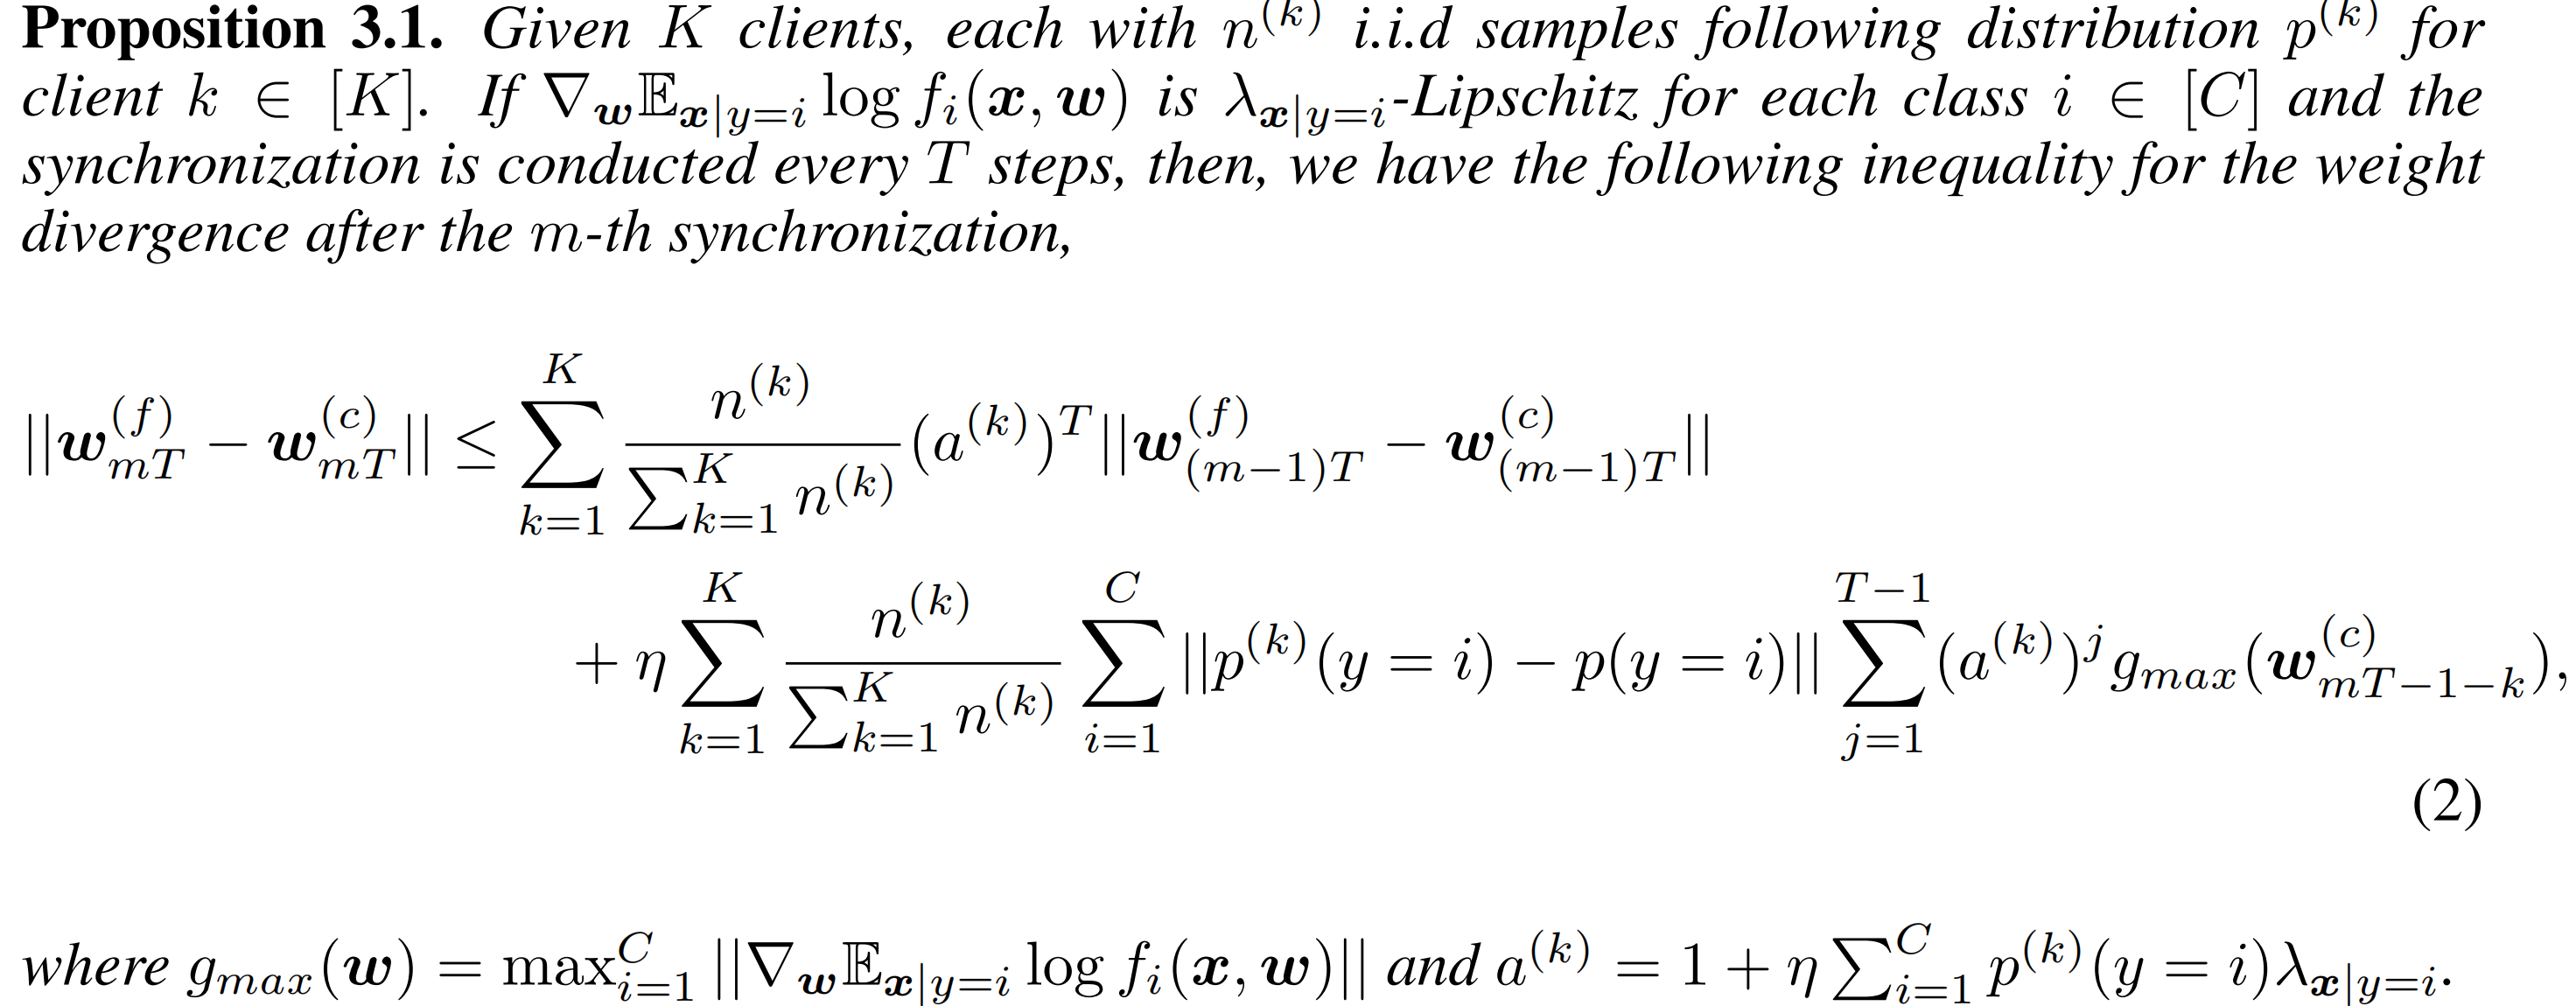 Proposition 3.1. Given $K$ clients, each with $n^{(k)}$ i.i.d samples following distribution $p^{(k)}$ for
client $k \in [K]$. If $\nabla_{\boldsymbol{w}} \mathbb{E}_{\boldsymbol{x}|y=i} \log f_i(\boldsymbol{x}, \boldsymbol{w})$ is $\lambda_{\boldsymbol{x}|y=i}$-Lipschitz for each class $i \in [C]$ and the
synchronization is conducted every $T$ steps, then, we have the following inequality for the weight
divergence after the $m$-th synchronization,
$||\boldsymbol{w}_{mT}^{(f)} - \boldsymbol{w}_{mT}^{(c)}|| \leq \sum_{k=1}^{K} \frac{n^{(k)}}{\sum_{k=1}^{K} n^{(k)}} (a^{(k)})^T ||\boldsymbol{w}_{(m-1)T}^{(f)} - \boldsymbol{w}_{(m-1)T}^{(c)}||$
$+ \eta \sum_{k=1}^{K} \frac{n^{(k)}}{\sum_{k=1}^{K} n^{(k)}} \sum_{i=1}^{C} ||p^{(k)}(y=i) - p(y=i)|| \sum_{j=1}^{T-1} (a^{(k)})^j g_{max}(\boldsymbol{w}_{mT-1-k}^{(c)}),$
(2)
where $g_{max}(\boldsymbol{w}) = \max_{i=1}^{C} ||\nabla_{\boldsymbol{w}} \mathbb{E}_{\boldsymbol{x}|y=i} \log f_i(\boldsymbol{x}, \boldsymbol{w})||$ and $a^{(k)} = 1 + \eta \sum_{i=1}^{C} p^{(k)}(y=i) \lambda_{\boldsymbol{x}|y=i}$.